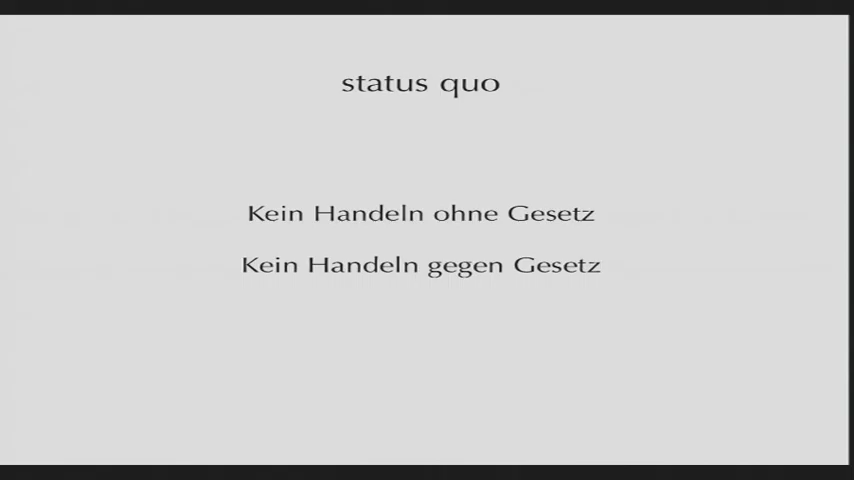 status quo
Kein Handeln ohne Gesetz
Kein Handeln gegen Gesetz